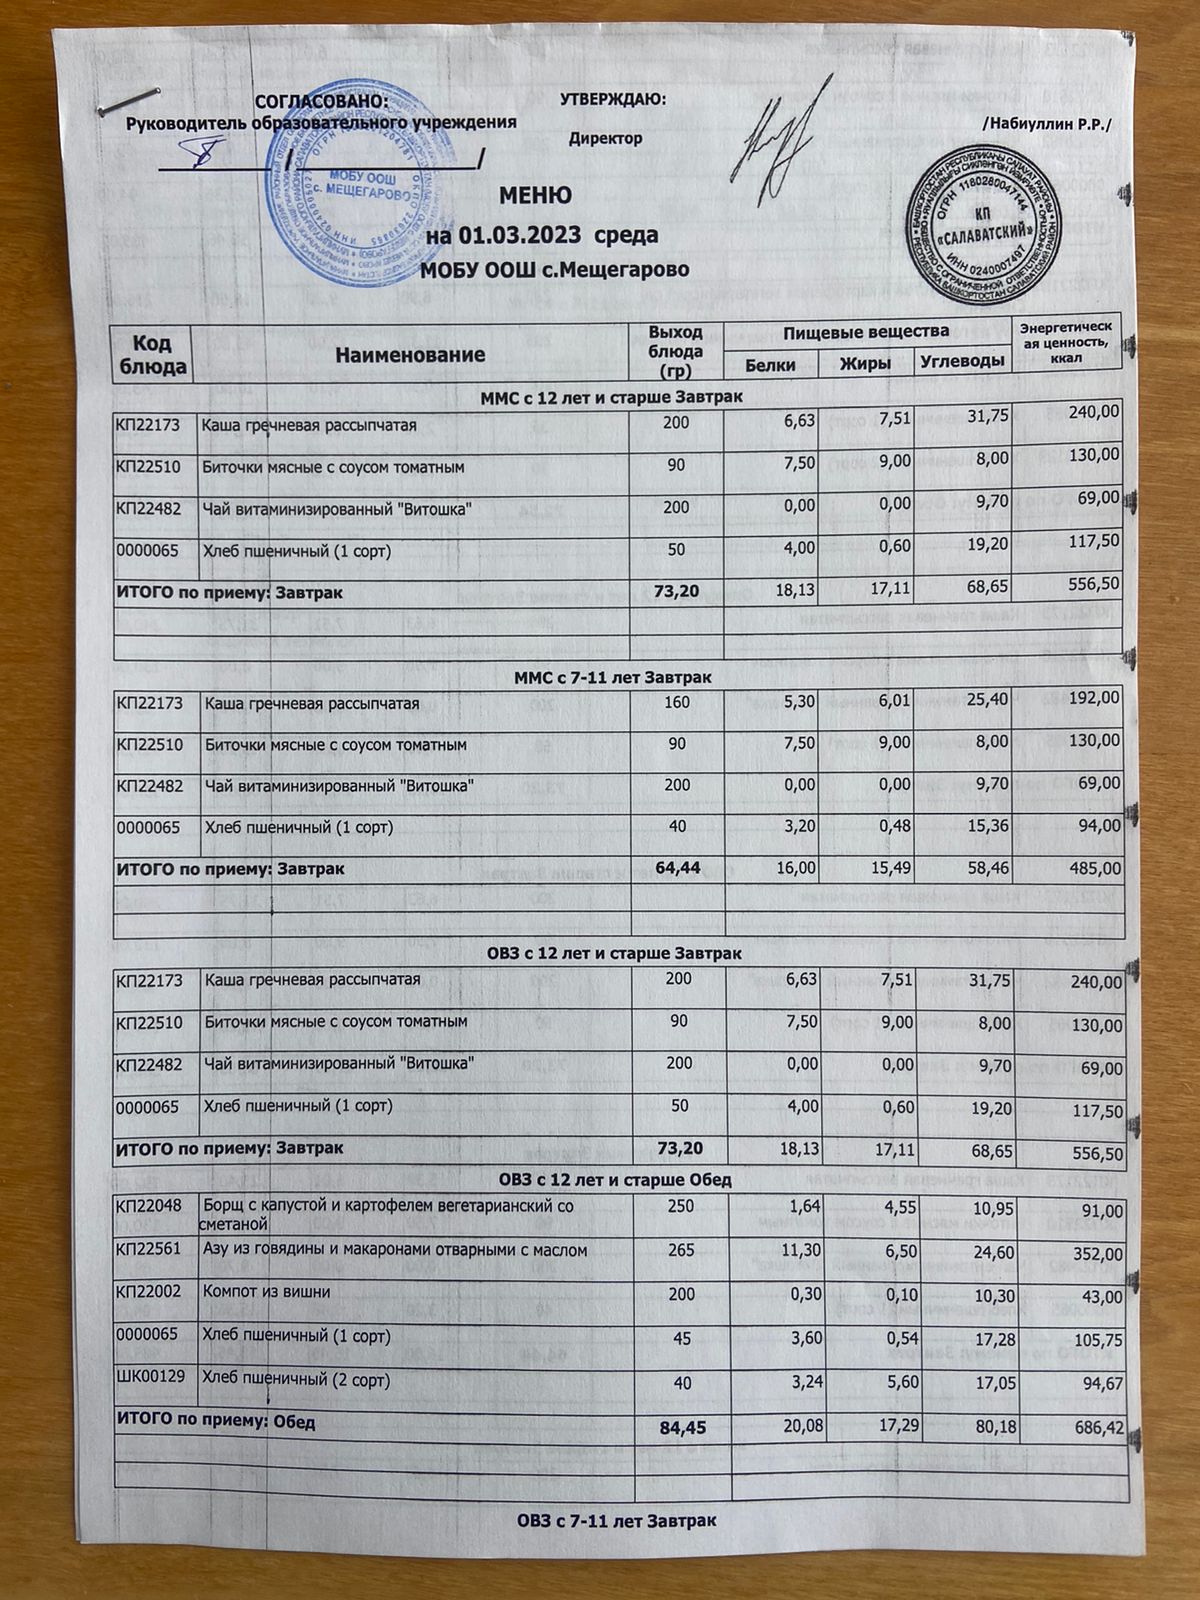 СОГЛАСОВАНО:
Руководитель образовательного учреждения
/ /
УТВЕРЖДАЮ:
Директор
/Набиуллин Р.Р./
МОБУ ООШ
с. МЕЩЕГАРОВО
ОГРН 1180280047144
КП
«САЛАВАТСКИЙ»
ИНН 0240007497
МЕНЮ
на 01.03.2023 среда
МОБУ ООШ с.Мещегарово
Код блюда Наименование Выход блюда (гр) Пищевые вещества Энергетическ ая ценность, ккал
Белки Жиры Углеводы
ММС с 12 лет и старше Завтрак
КП22173 Каша гречневая рассыпчатая 200 6,63 7,51 31,75 240,00
КП22510 Биточки мясные с соусом томатным 90 7,50 9,00 8,00 130,00
КП22482 Чай витаминизированный "Витошка" 200 0,00 0,00 9,70 69,00
0000065 Хлеб пшеничный (1 сорт) 50 4,00 0,60 19,20 117,50
ИТОГО по приему: Завтрак 73,20 18,13 17,11 68,65 556,50
ММС с 7-11 лет Завтрак
КП22173 Каша гречневая рассыпчатая 160 5,30 6,01 25,40 192,00
КП22510 Биточки мясные с соусом томатным 90 7,50 9,00 8,00 130,00
КП22482 Чай витаминизированный "Витошка" 200 0,00 0,00 9,70 69,00
0000065 Хлеб пшеничный (1 сорт) 40 3,20 0,48 15,36 94,00
ИТОГО по приему: Завтрак 64,44 16,00 15,49 58,46 485,00
ОВЗ с 12 лет и старше Завтрак
КП22173 Каша гречневая рассыпчатая 200 6,63 7,51 31,75 240,00
КП22510 Биточки мясные с соусом томатным 90 7,50 9,00 8,00 130,00
КП22482 Чай витаминизированный "Витошка" 200 0,00 0,00 9,70 69,00
0000065 Хлеб пшеничный (1 сорт) 50 4,00 0,60 19,20 117,50
ИТОГО по приему: Завтрак 73,20 18,13 17,11 68,65 556,50
ОВЗ с 12 лет и старше Обед
КП22048 Борщ с капустой и картофелем вегетарианский со 250 1,64 4,55 10,95 91,00
сметаной
КП22561 Азу из говядины и макаронами отварными с маслом 265 11,30 6,50 24,60 352,00
КП22002 Компот из вишни 200 0,30 0,10 10,30 43,00
0000065 Хлеб пшеничный (1 сорт) 45 3,60 0,54 17,28 105,75
ШК00129 Хлеб пшеничный (2 сорт) 40 3,24 5,60 17,05 94,67
ИТОГО по приему: Обед 84,45 20,08 17,29 80,18 686,42
ОВЗ с 7-11 лет Завтрак